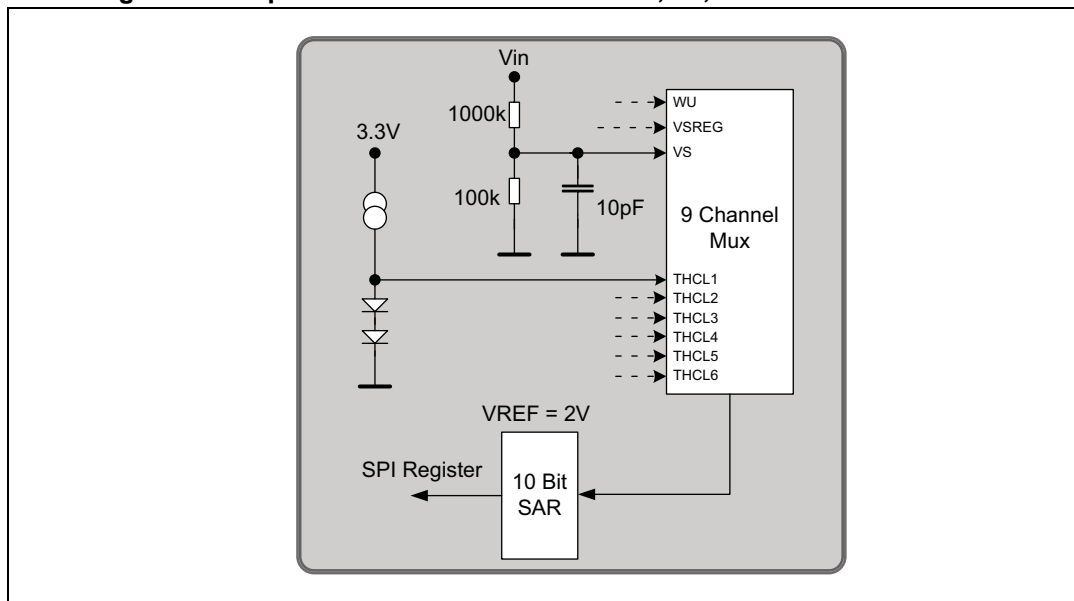 Vin
1000k
WU
VSREG
3.3V
VS
100k
10pF
9 Channel
Mux
THCL1
THCL2
THCL3
THCL4
THCL5
THCL6
VREF = 2V
SPI Register
10 Bit
SAR